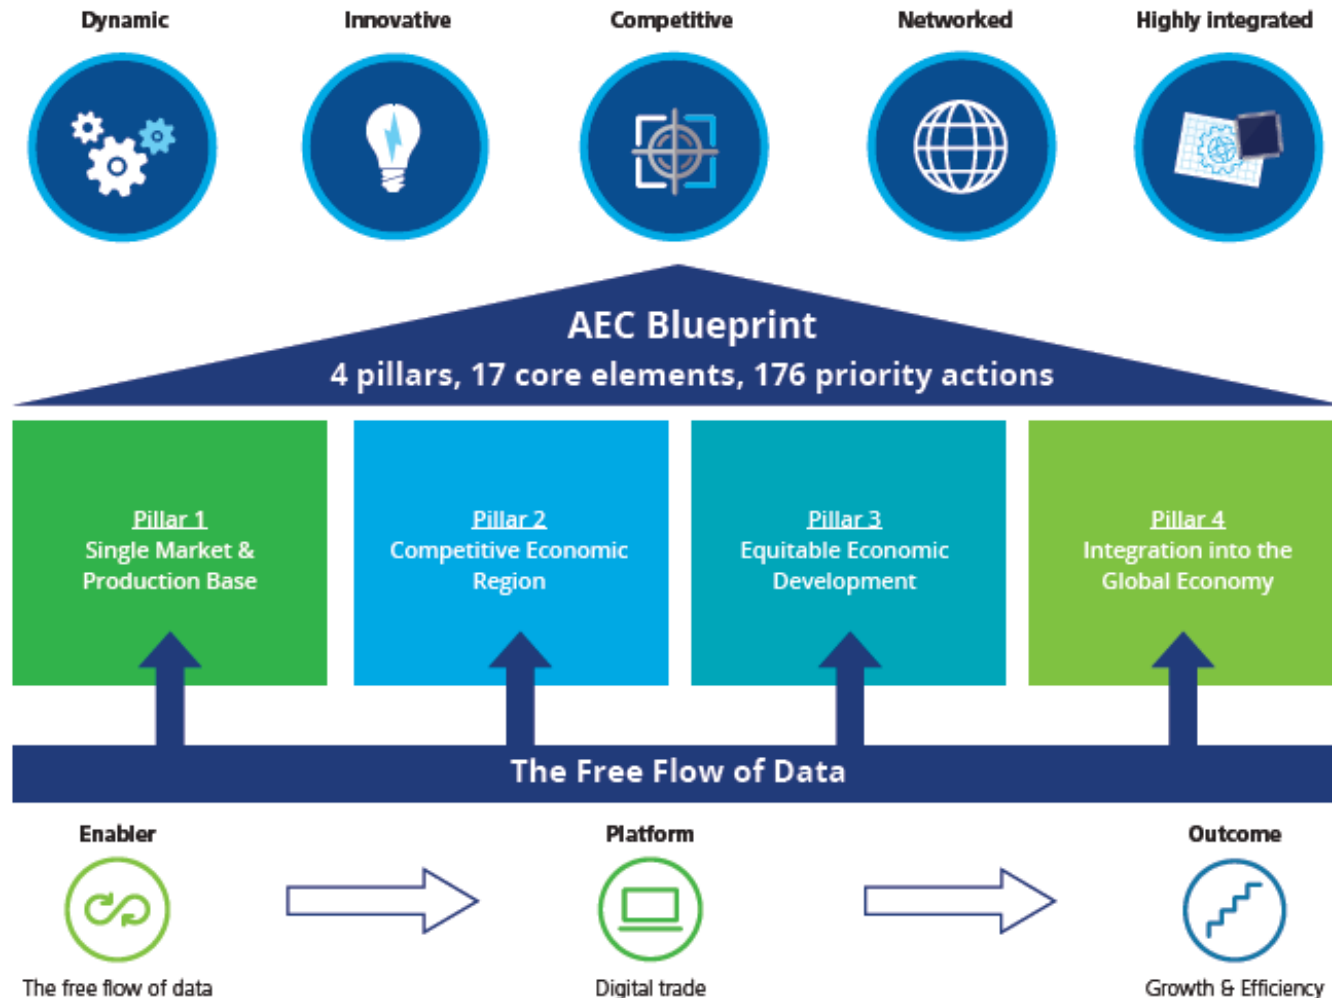 Dynamic
Innovative
Competitive
Networked
Highly integrated
AEC Blueprint
4 pillars, 17 core elements, 176 priority actions
Pillar 1
Single Market &
Production Base
Pillar 2
Competitive Economic
Region
Pillar 3
Equitable Economic
Development
Pillar 4
Integration into the
Global Economy
The Free Flow of Data
Enabler
Platform
Outcome
The free flow of data
Digital trade
Growth & Efficiency